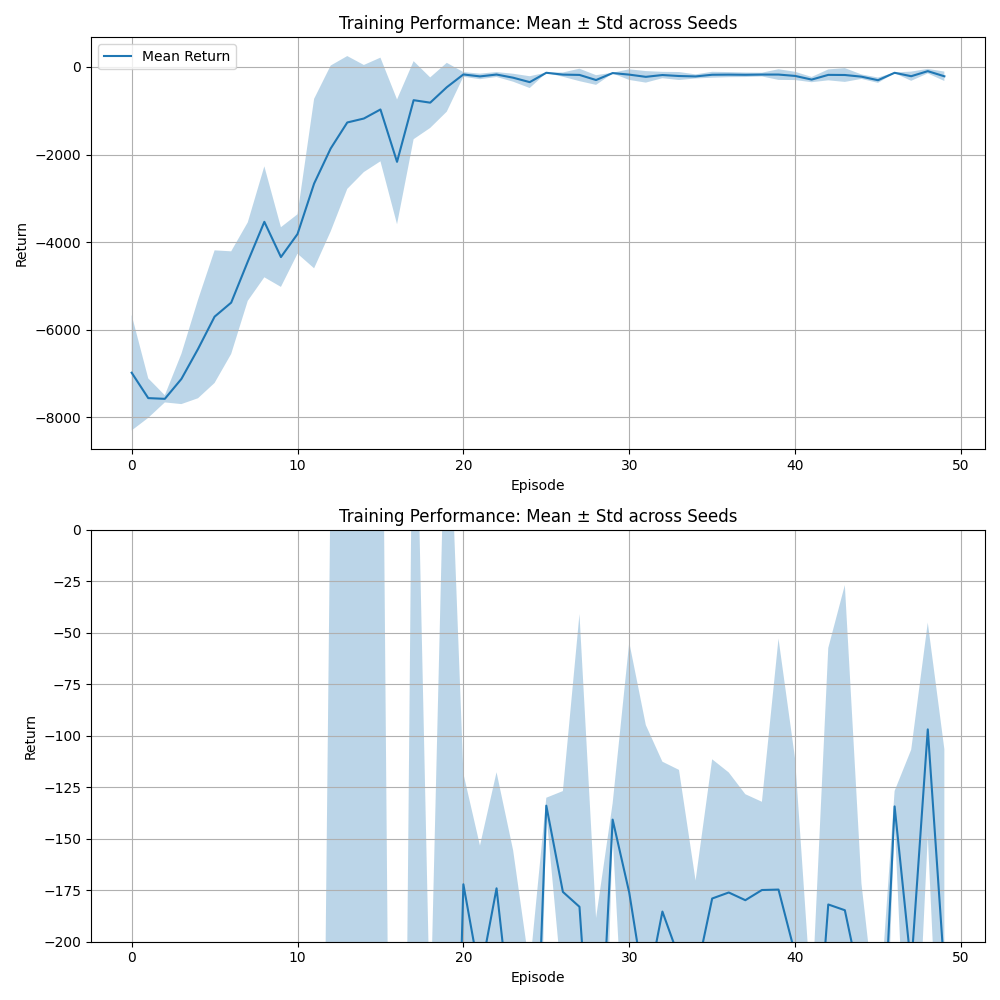 Training Performance: Mean ± Std across Seeds
Mean Return
0
−2000
−4000
−6000
−8000
Return
0 10 20 30 40 50
Episode
Training Performance: Mean ± Std across Seeds
0
−25
−50
−75
−100
−125
−150
−175
−200
Return
0 10 20 30 40 50
Episode